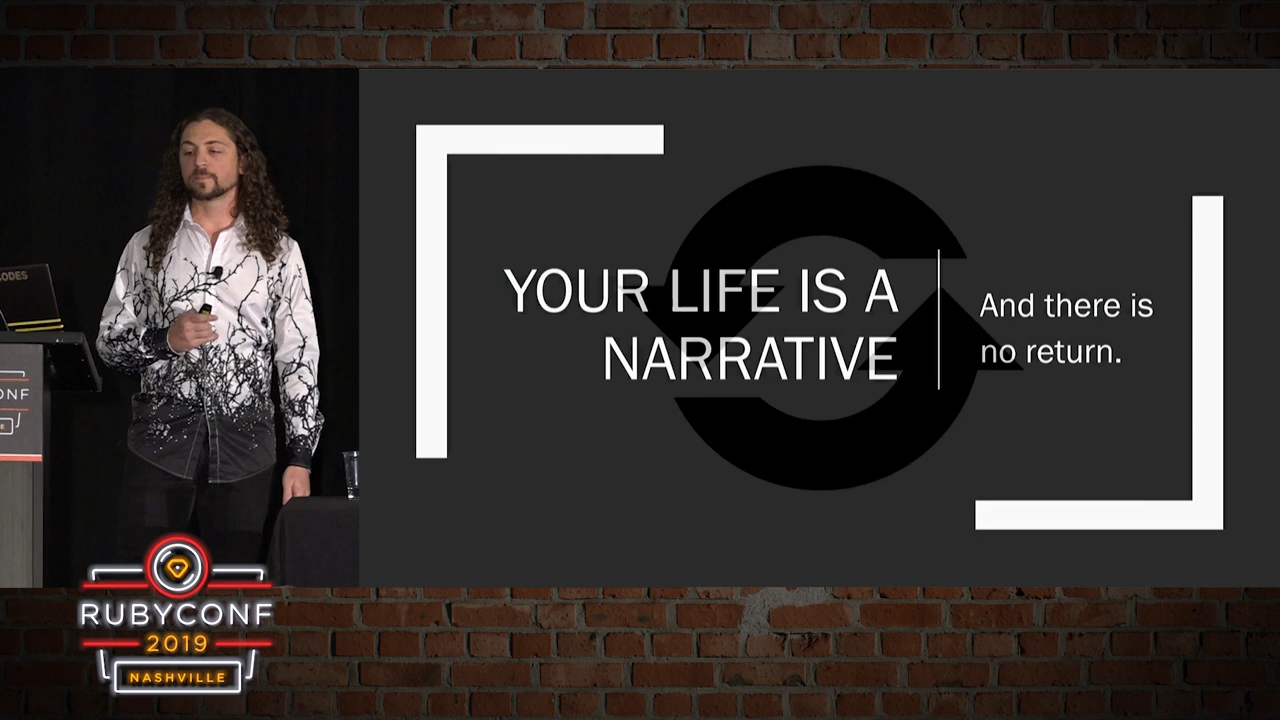 YOUR LIFE IS A
NARRATIVE
And there is
no return.
RUBYCONF
2019
NASHVILLE